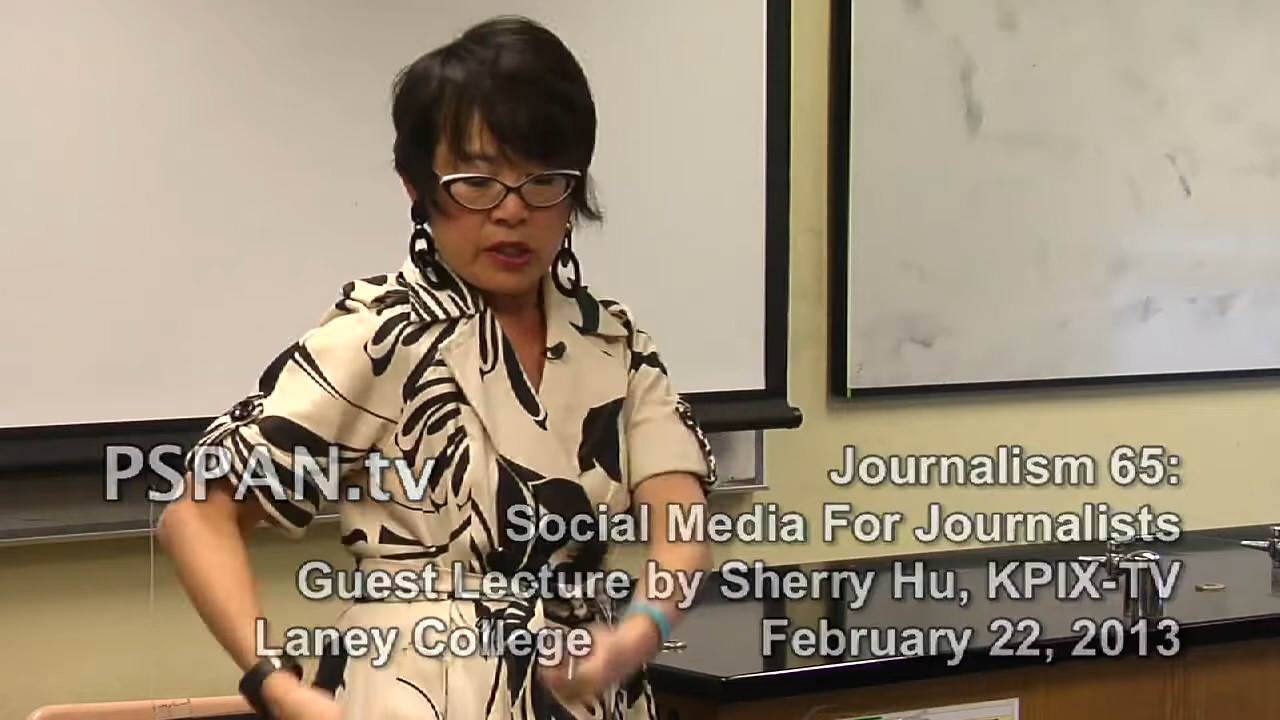 PSPAN.tv
Journalism 65:
Social Media For Journalists
Guest Lecture by Sherry Hu, KPIX-TV
Laney College February 22, 2013